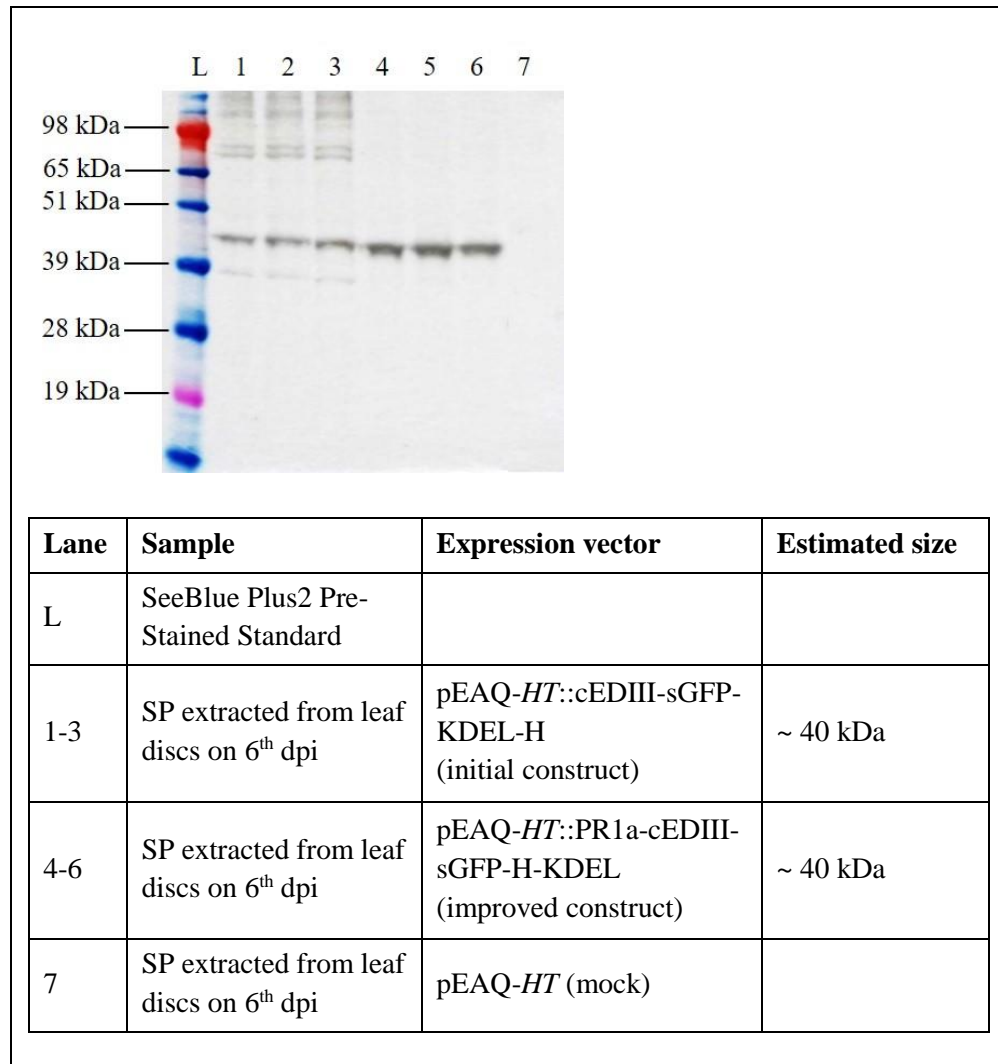 L 1 2 3 4 5 6 7
98 kDa
65 kDa
51 kDa
39 kDa
28 kDa
19 kDa
Lane Sample Expression vector Estimated size
L SeeBlue Plus2 Pre-
Stained Standard
1-3 SP extracted from leaf
discs on 6th dpi
pEAQ-HT::cEDIII-sGFP-
KDEL-H
(initial construct)
~ 40 kDa
4-6 SP extracted from leaf
discs on 6th dpi
pEAQ-HT::PR1a-cEDIII-
sGFP-H-KDEL
(improved construct)
~ 40 kDa
7 SP extracted from leaf
discs on 6th dpi
pEAQ-HT (mock)